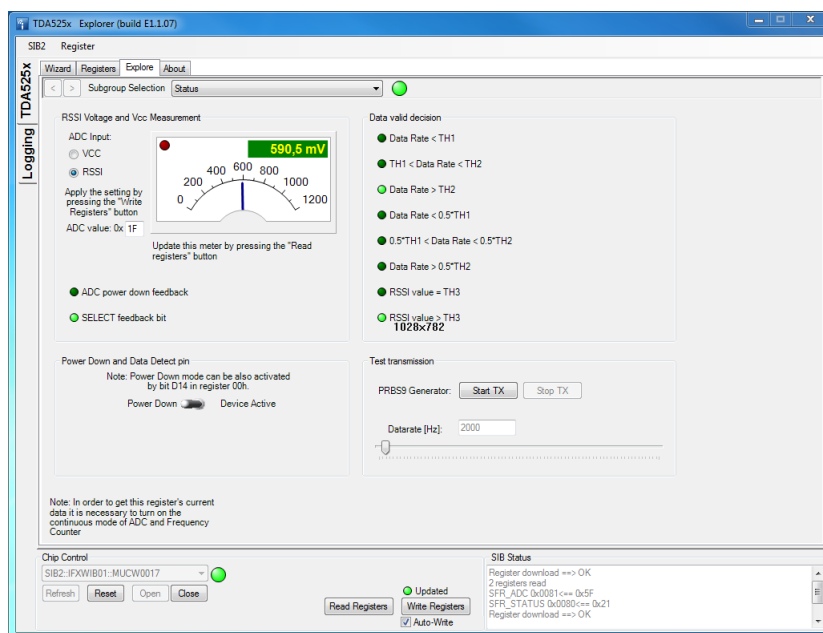 TDA525x Explorer (build E1.1.07)
SIB2 Register
Wizard Registers Explore About
TDA525x
Logging
< > Subgroup Selection Status
RSSI Voltage and Vcc Measurement
ADC Input:
VCC
RSSI
Apply the setting by
pressing the "Write
Registers" button
ADC value: 0x 1F
590,5 mV
0 200 400 600 800 1000 1200
Update this meter by pressing the "Read
registers" button
ADC power down feedback
SELECT feedback bit
Data valid decision
Data Rate < TH1
TH1 < Data Rate < TH2
Data Rate > TH2
Data Rate < 0.5*TH1
0.5*TH1 < Data Rate < 0.5*TH2
Data Rate > 0.5*TH2
RSSI value = TH3
RSSI value > TH3
1028x782
Power Down and Data Detect pin
Note: Power Down mode can be also activated
by bit D14 in register 00h.
Power Down Device Active
Test transmission
PRBS9 Generator: Start TX Stop TX
Datarate [Hz]: 2000
Note: In order to get this register's current
data it is necessary to turn on the
continuous mode of ADC and Frequency
Counter
Chip Control
SIB2::IFXWIB01::MUCW0017
Refresh Reset Open Close
Updated
Read Registers Write Registers
Auto-Write
SIB Status
Register download ==> OK
2 registers read
SFR_ADC 0x0081<== 0x5F
SFR_STATUS 0x0080<== 0x21
Register download ==> OK